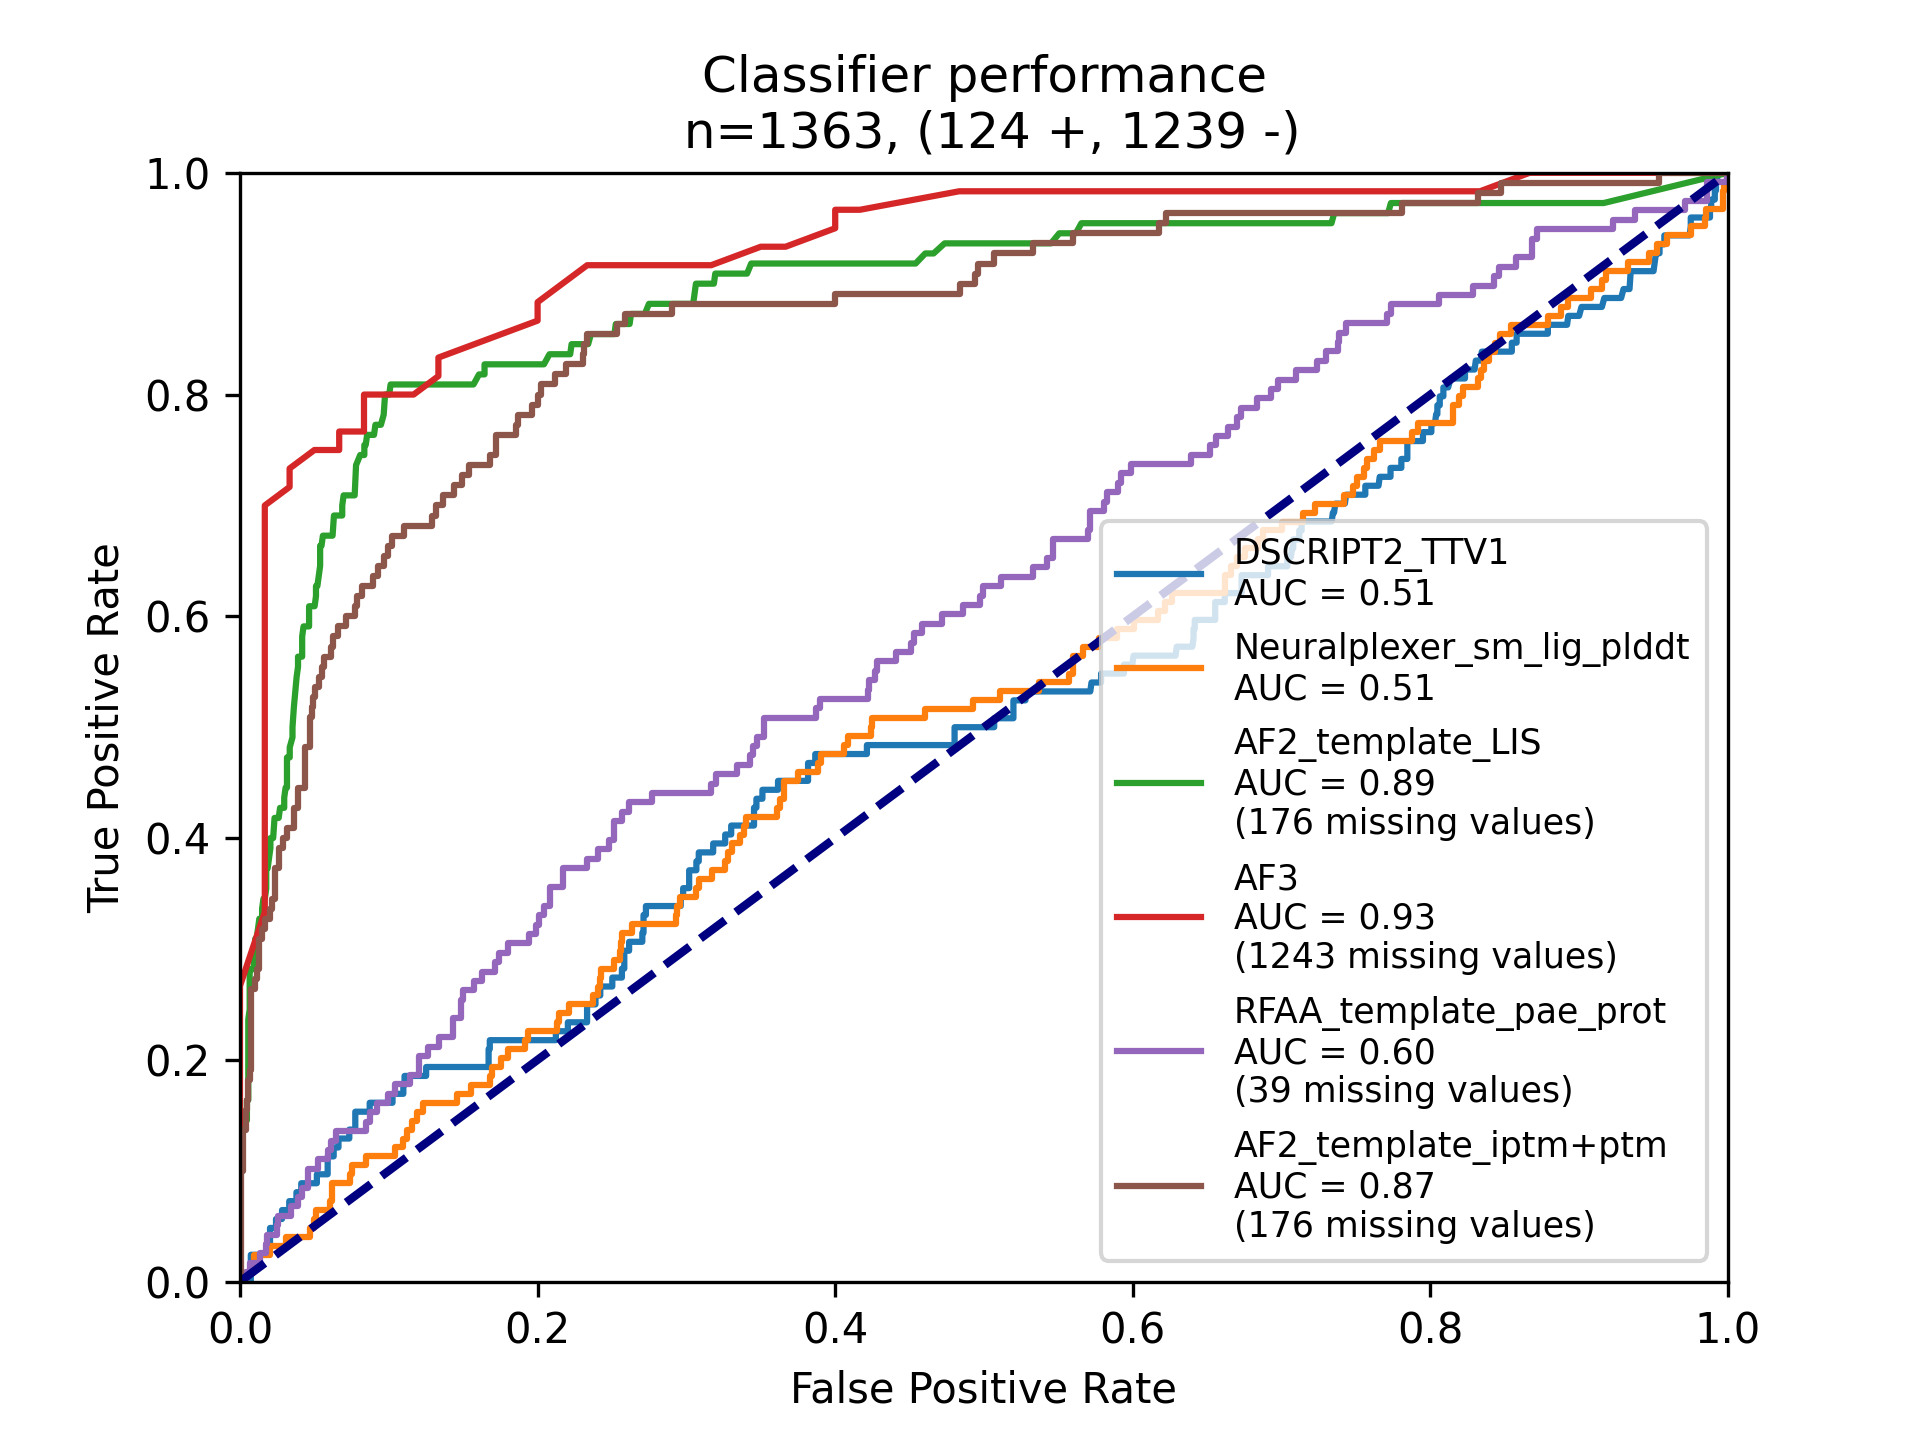 Classifier performance
n=1363, (124 +, 1239 -)
True Positive Rate
1.0
0.8
0.6
0.4
0.2
0.0
0.0 0.2 0.4 0.6 0.8 1.0
False Positive Rate
DSCRIPT2_TTV1
AUC = 0.51
Neuralplexer_sm_lig_plddt
AUC = 0.51
AF2_template_LIS
AUC = 0.89
(176 missing values)
AF3
AUC = 0.93
(1243 missing values)
RFAA_template_pae_prot
AUC = 0.60
(39 missing values)
AF2_template_iptm+ptm
AUC = 0.87
(176 missing values)